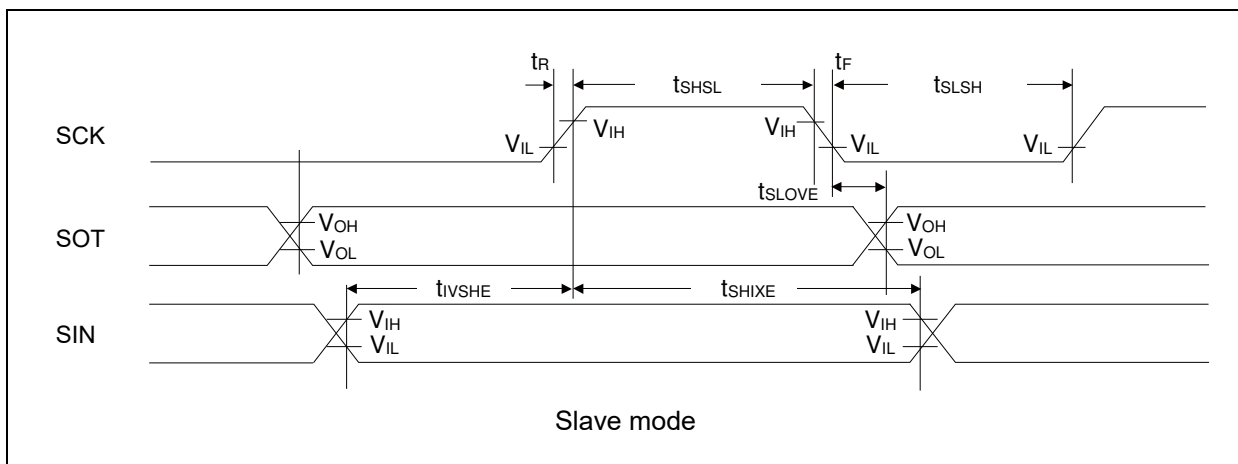 tR tSHSL tF tSLSH
SCK VIL VIH VIH VIL VIL
tSLOVE
SOT VOH VOL VOH VOL
tIVSHE tSHIXE
SIN VIH VIL VIH VIL
Slave mode